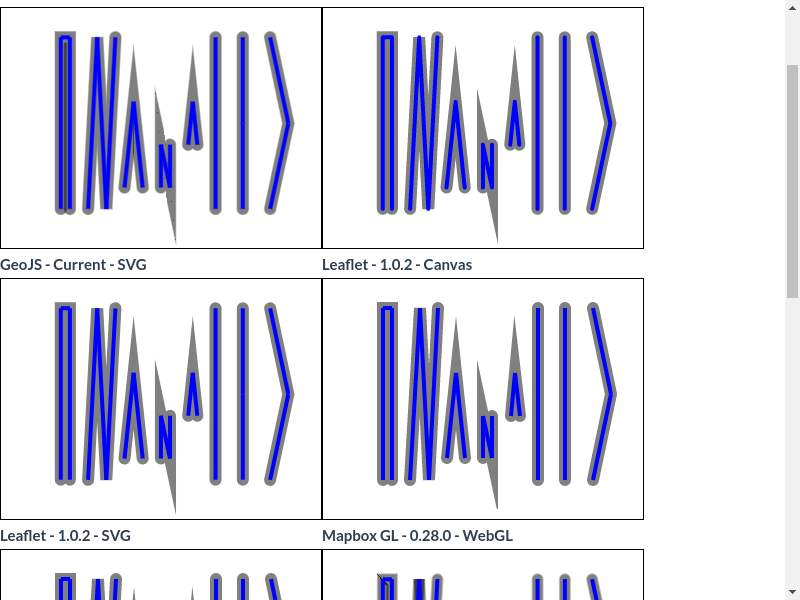 GeoJS - Current - SVG
Leaflet - 1.0.2 - Canvas
Leaflet - 1.0.2 - SVG
Mapbox GL - 0.28.0 - WebGL